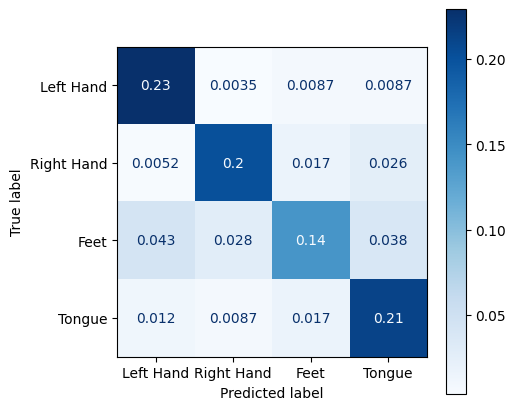 Left Hand 0.23 0.0035 0.0087 0.0087
Right Hand 0.0052 0.2 0.017 0.026
Feet 0.043 0.028 0.14 0.038
Tongue 0.012 0.0087 0.017 0.21
Left Hand Right Hand Feet Tongue
Predicted label
True label
0.20
0.15
0.10
0.05